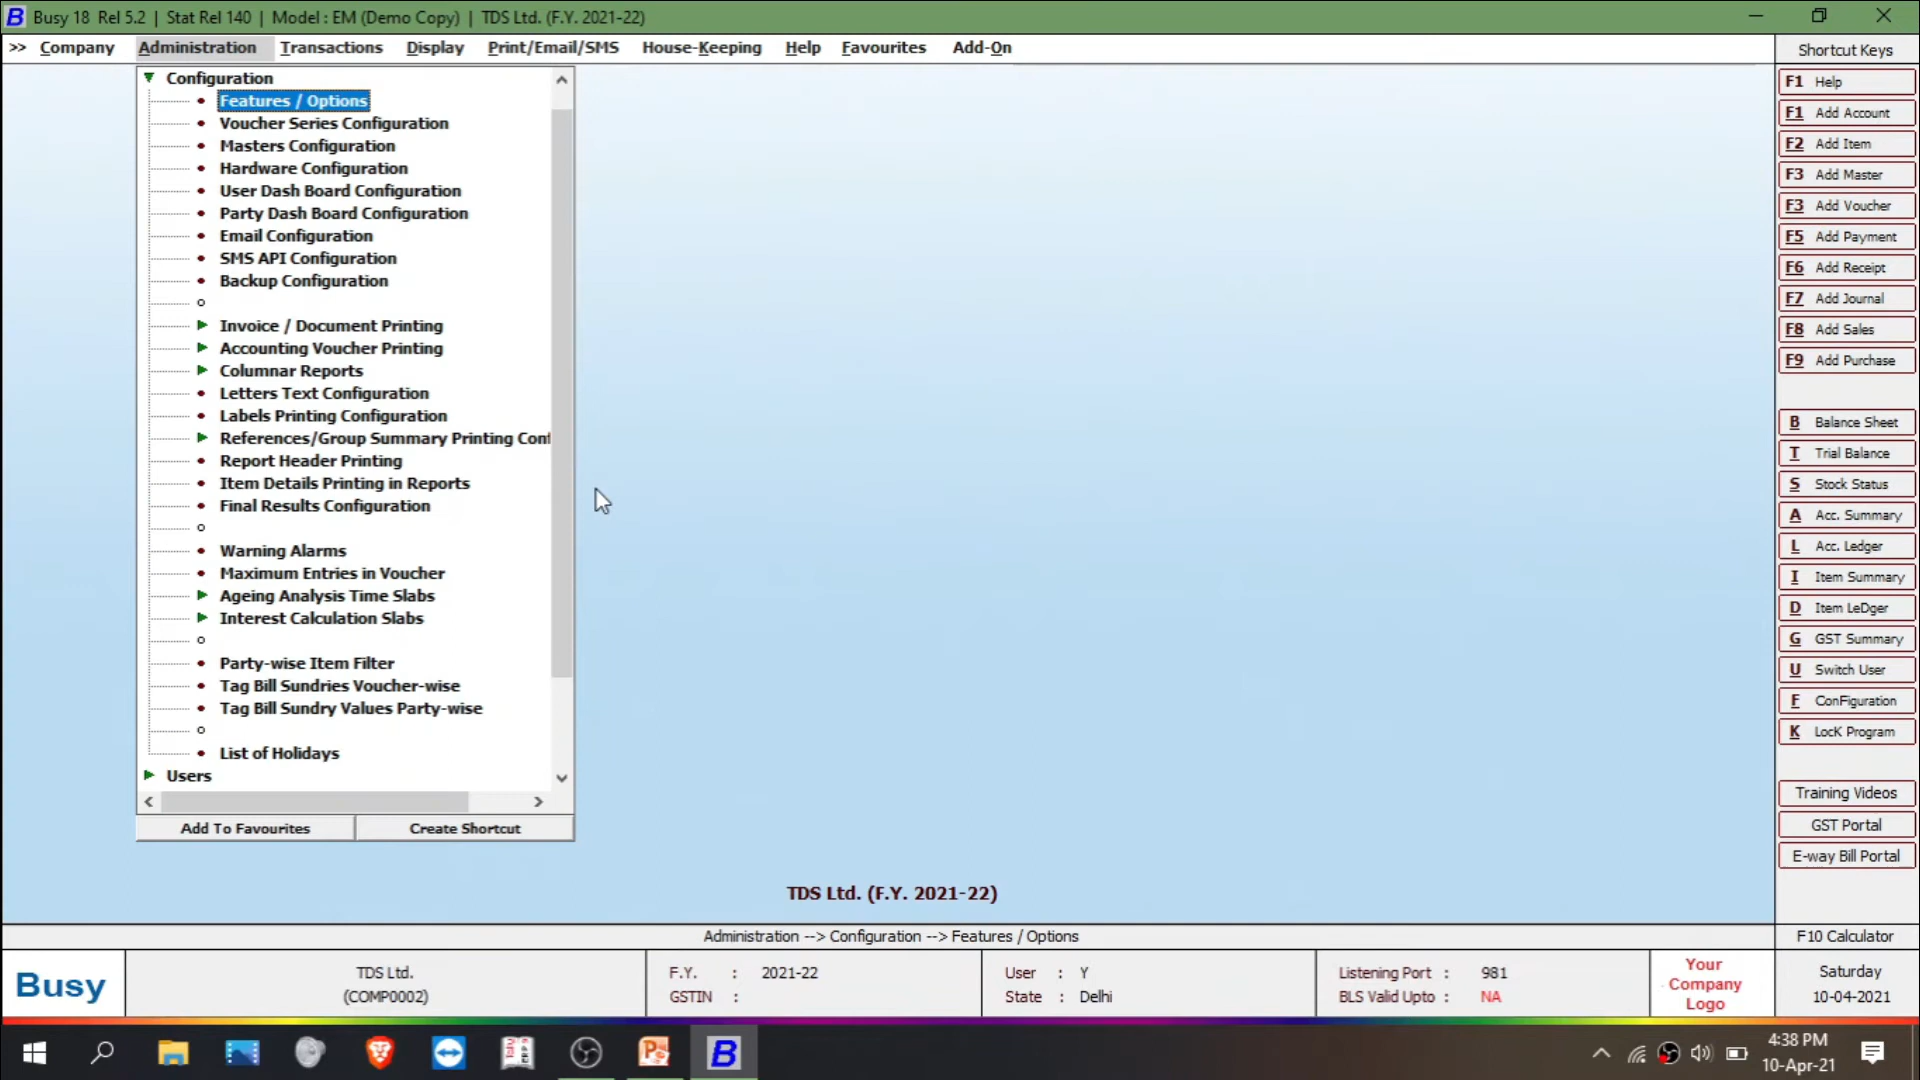 Busy 18 Rel 5.2 | Stat Rel 140 | Model : EM (Demo Copy) | TDS Ltd. (F.Y. 2021-22)
>> Company Administration Transactions Display Print/Email/SMS House-Keeping Help Favourites Add-On
Configuration
Features / Options
Voucher Series Configuration
Masters Configuration
Hardware Configuration
User Dash Board Configuration
Party Dash Board Configuration
Email Configuration
SMS API Configuration
Backup Configuration
Invoice / Document Printing
Accounting Voucher Printing
Columnar Reports
Letters Text Configuration
Labels Printing Configuration
References/Group Summary Printing Conf
Report Header Printing
Item Details Printing in Reports
Final Results Configuration
Warning Alarms
Maximum Entries in Voucher
Ageing Analysis Time Slabs
Interest Calculation Slabs
Party-wise Item Filter
Tag Bill Sundries Voucher-wise
Tag Bill Sundry Values Party-wise
List of Holidays
Users
Add To Favourites Create Shortcut
TDS Ltd. (F.Y. 2021-22)
Administration --> Configuration --> Features / Options
Shortcut Keys
F1 Help
F1 Add Account
F2 Add Item
F3 Add Master
F3 Add Voucher
F5 Add Payment
F6 Add Receipt
F7 Add Journal
F8 Add Sales
F9 Add Purchase
B Balance Sheet
T Trial Balance
S Stock Status
A Acc. Summary
L Acc. Ledger
I Item Summary
D Item LeDger
G GST Summary
U Switch User
F ConFiguration
K LocK Program
Training Videos
GST Portal
E-way Bill Portal
F10 Calculator
Busy
TDS Ltd.
(COMP0002)
F.Y. : 2021-22
GSTIN :
User : Y
State : Delhi
Listening Port : 981
BLS Valid Upto : NA
Your
Company
Logo
Saturday
10-04-2021
4:38 PM
10-Apr-21